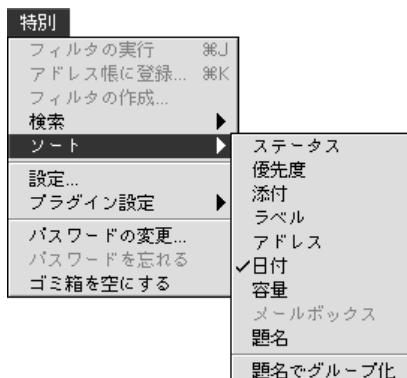 特別
フィルタの実行 ⌘J
アドレス帳に登録... ⌘K
フィルタの作成...
検索
ソート
設定...
プラグイン設定
パスワードの変更...
パスワードを忘れる
ゴミ箱を空にする
ステータス
優先度
添付
ラベル
アドレス
✓日付
容量
メールボックス
題名
題名でグループ化